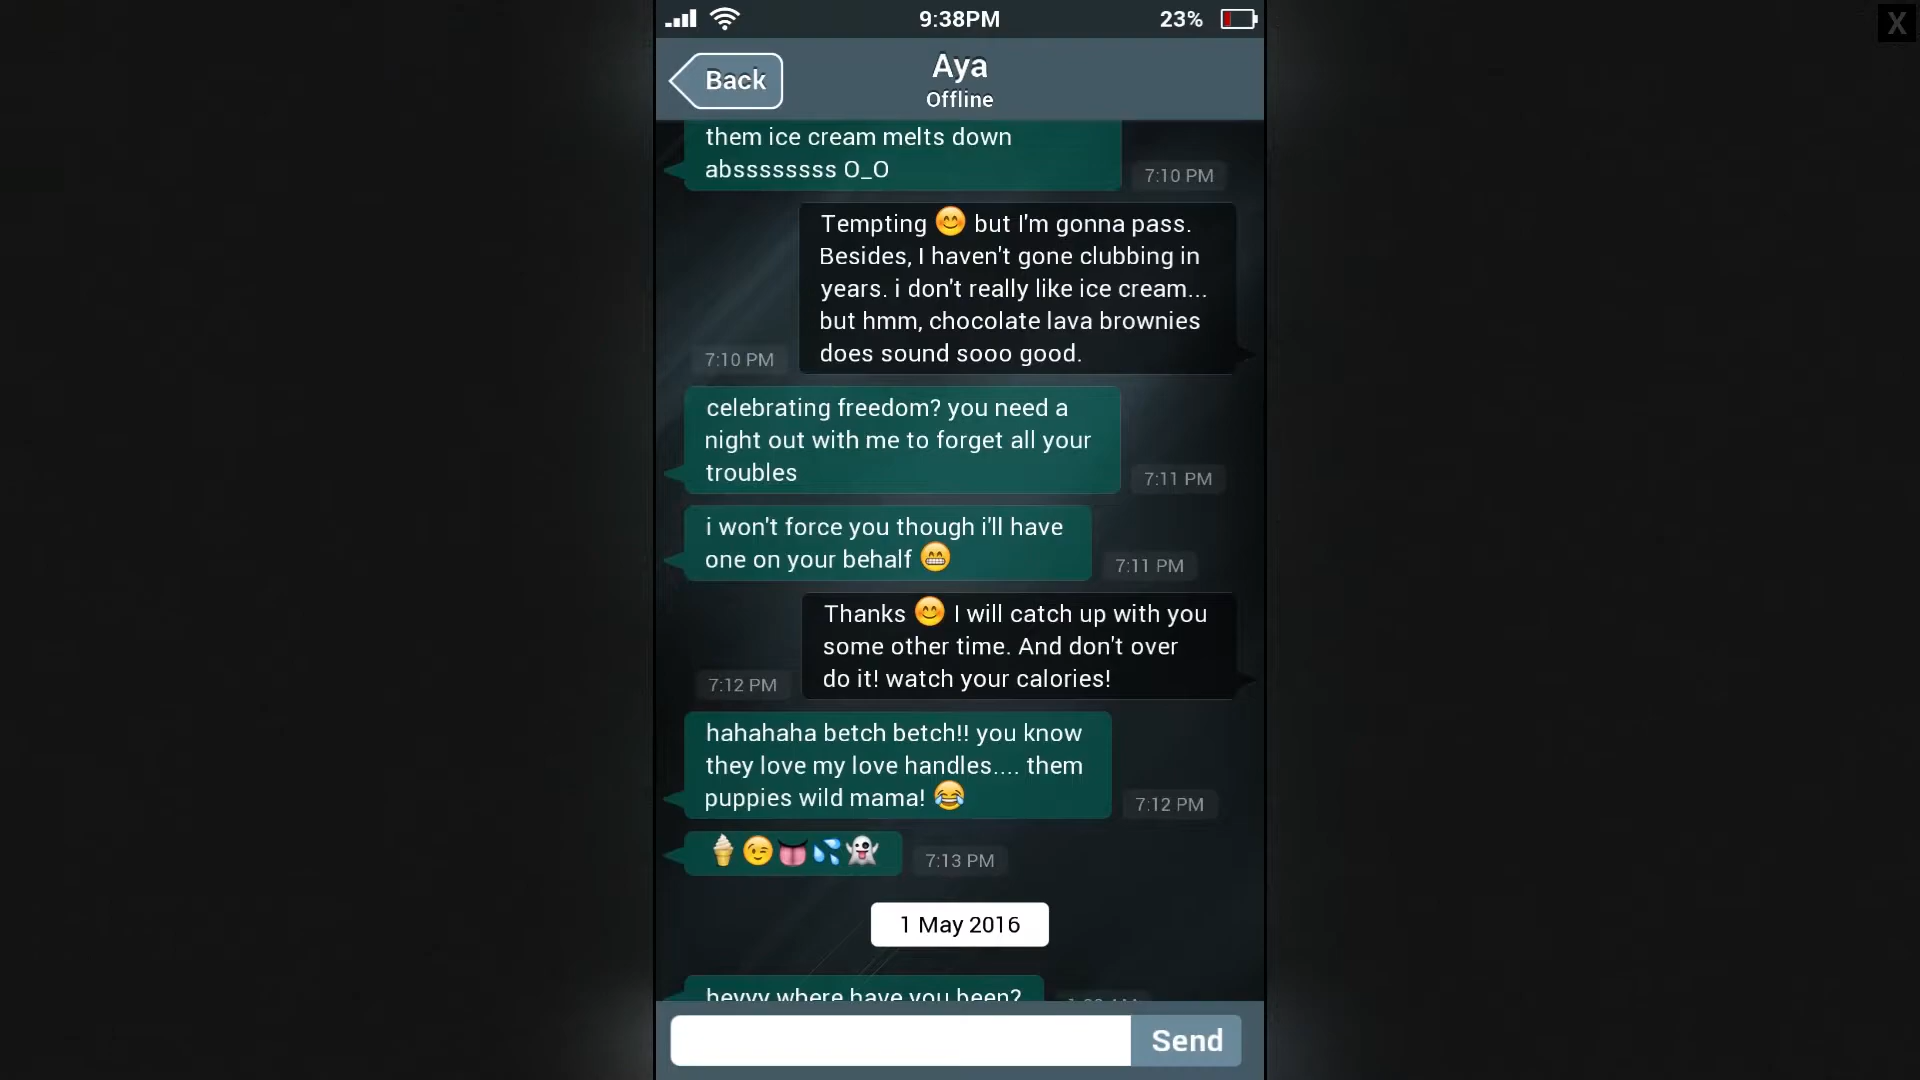 9:38PM
23%
X
Back
Aya
Offline
them ice cream melts down
abssssssss O_O
7:10 PM
Tempting 😊 but I'm gonna pass.
Besides, I haven't gone clubbing in
years. i don't really like ice cream...
but hmm, chocolate lava brownies
does sound sooo good.
7:10 PM
celebrating freedom? you need a
night out with me to forget all your
troubles
7:11 PM
i won't force you though i'll have
one on your behalf 😁
7:11 PM
Thanks 😊 I will catch up with you
some other time. And don't over
do it! watch your calories!
7:12 PM
hahahaha betch betch!! you know
they love my love handles.... them
puppies wild mama! 😂
7:12 PM
🍦😉👅💦👻
7:13 PM
1 May 2016
heyyy where have you been?
Send